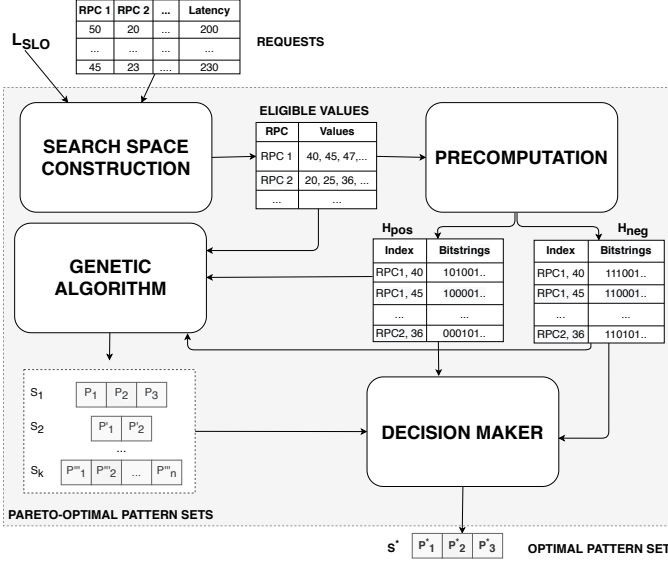 RPC 1 RPC 2 ... Latency
50 20 ... 200
... ... ... ...
45 23 .... 230
LSLO
REQUESTS
SEARCH SPACE
CONSTRUCTION
ELIGIBLE VALUES
RPC Values
RPC 1 40, 45, 47,...
RPC 2 20, 25, 36, ...
... ...
PRECOMPUTATION
GENETIC
ALGORITHM
Hpos
Index Bitstrings
RPC1, 40 101001..
RPC1, 45 100001..
... ...
RPC2, 36 000101..
Hneg
Index Bitstrings
RPC1, 40 111001..
RPC1, 45 110001..
... ...
RPC2, 36 110101..
S1 P1 P2 P3
S2 P'1 P'2
...
Sk P'''1 P'''2 ... P'''n
PARETO-OPTIMAL PATTERN SETS
DECISION MAKER
S* P*1 P*2 P*3
OPTIMAL PATTERN SET